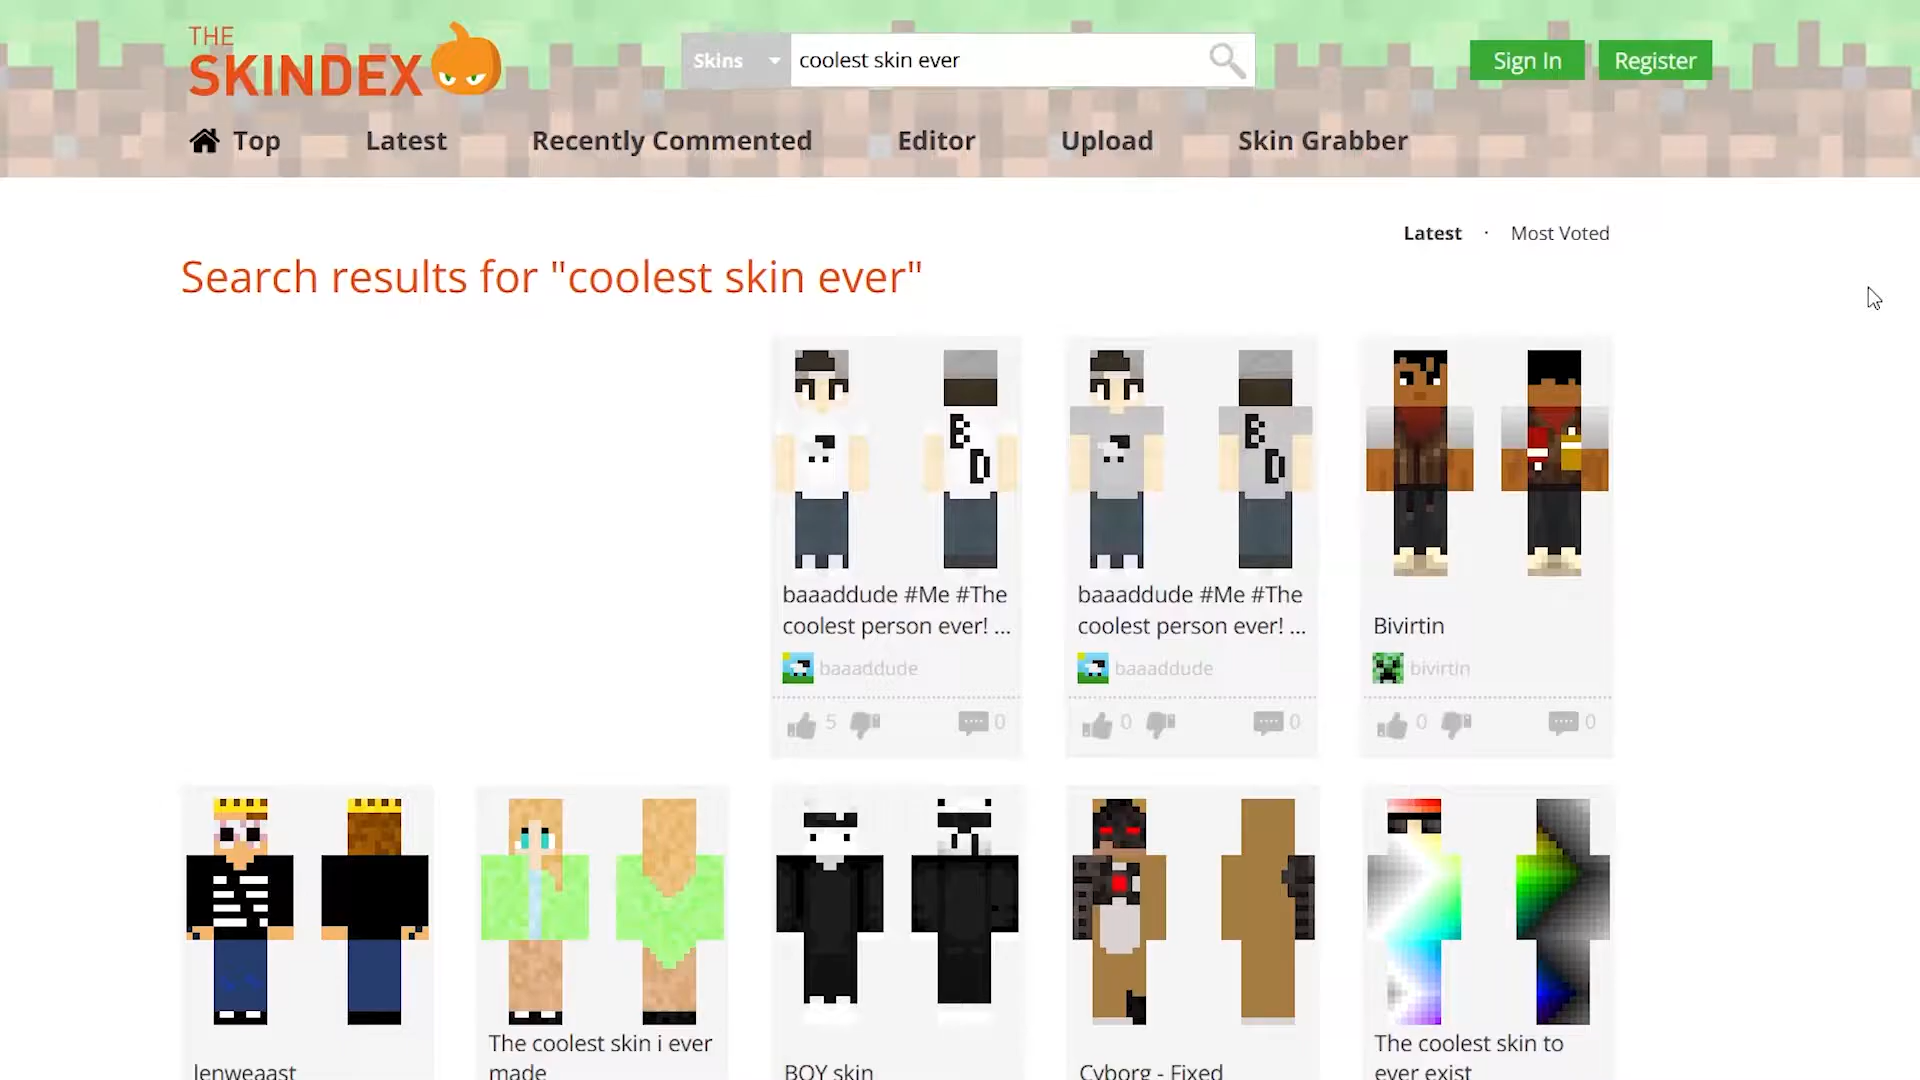 THE
SKINDEX
Skins
coolest skin ever
Sign In
Register
Top
Latest
Recently Commented
Editor
Upload
Skin Grabber
Latest · Most Voted
Search results for "coolest skin ever"
B
D
B
D
baaaddude #Me #The
coolest person ever! ...
baaaddude
5
0
baaaddude #Me #The
coolest person ever! ...
baaaddude
0
0
Bivirtin
bivirtin
0
0
Jenweaast
The coolest skin i ever
made
BOY skin
Cyborg - Fixed
The coolest skin to
ever exist